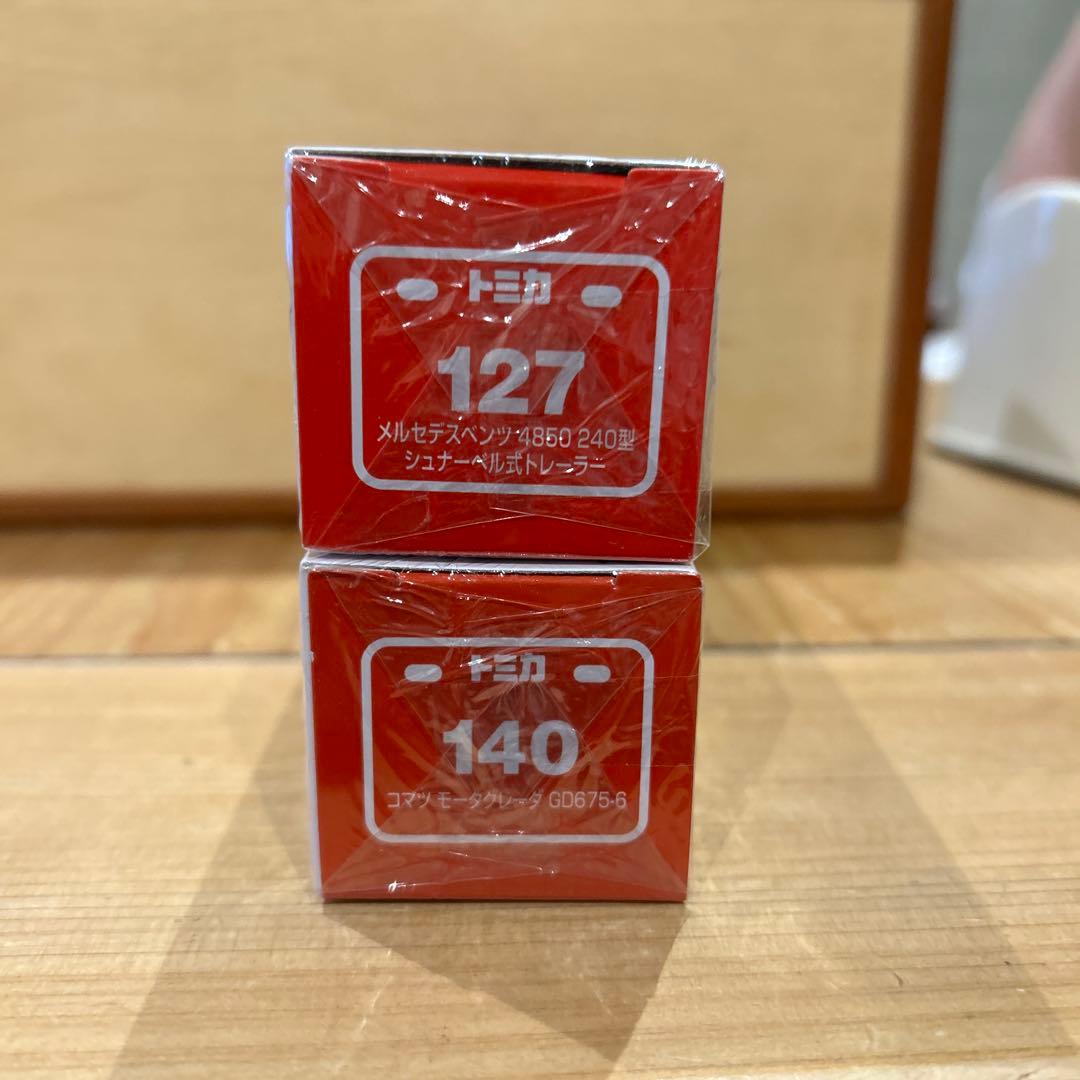 トミカ
127
メルセデスベンツ 4850 240型
シュナーベル式トレーラー
トミカ
140
コマツ モータグレーダ GD675-6